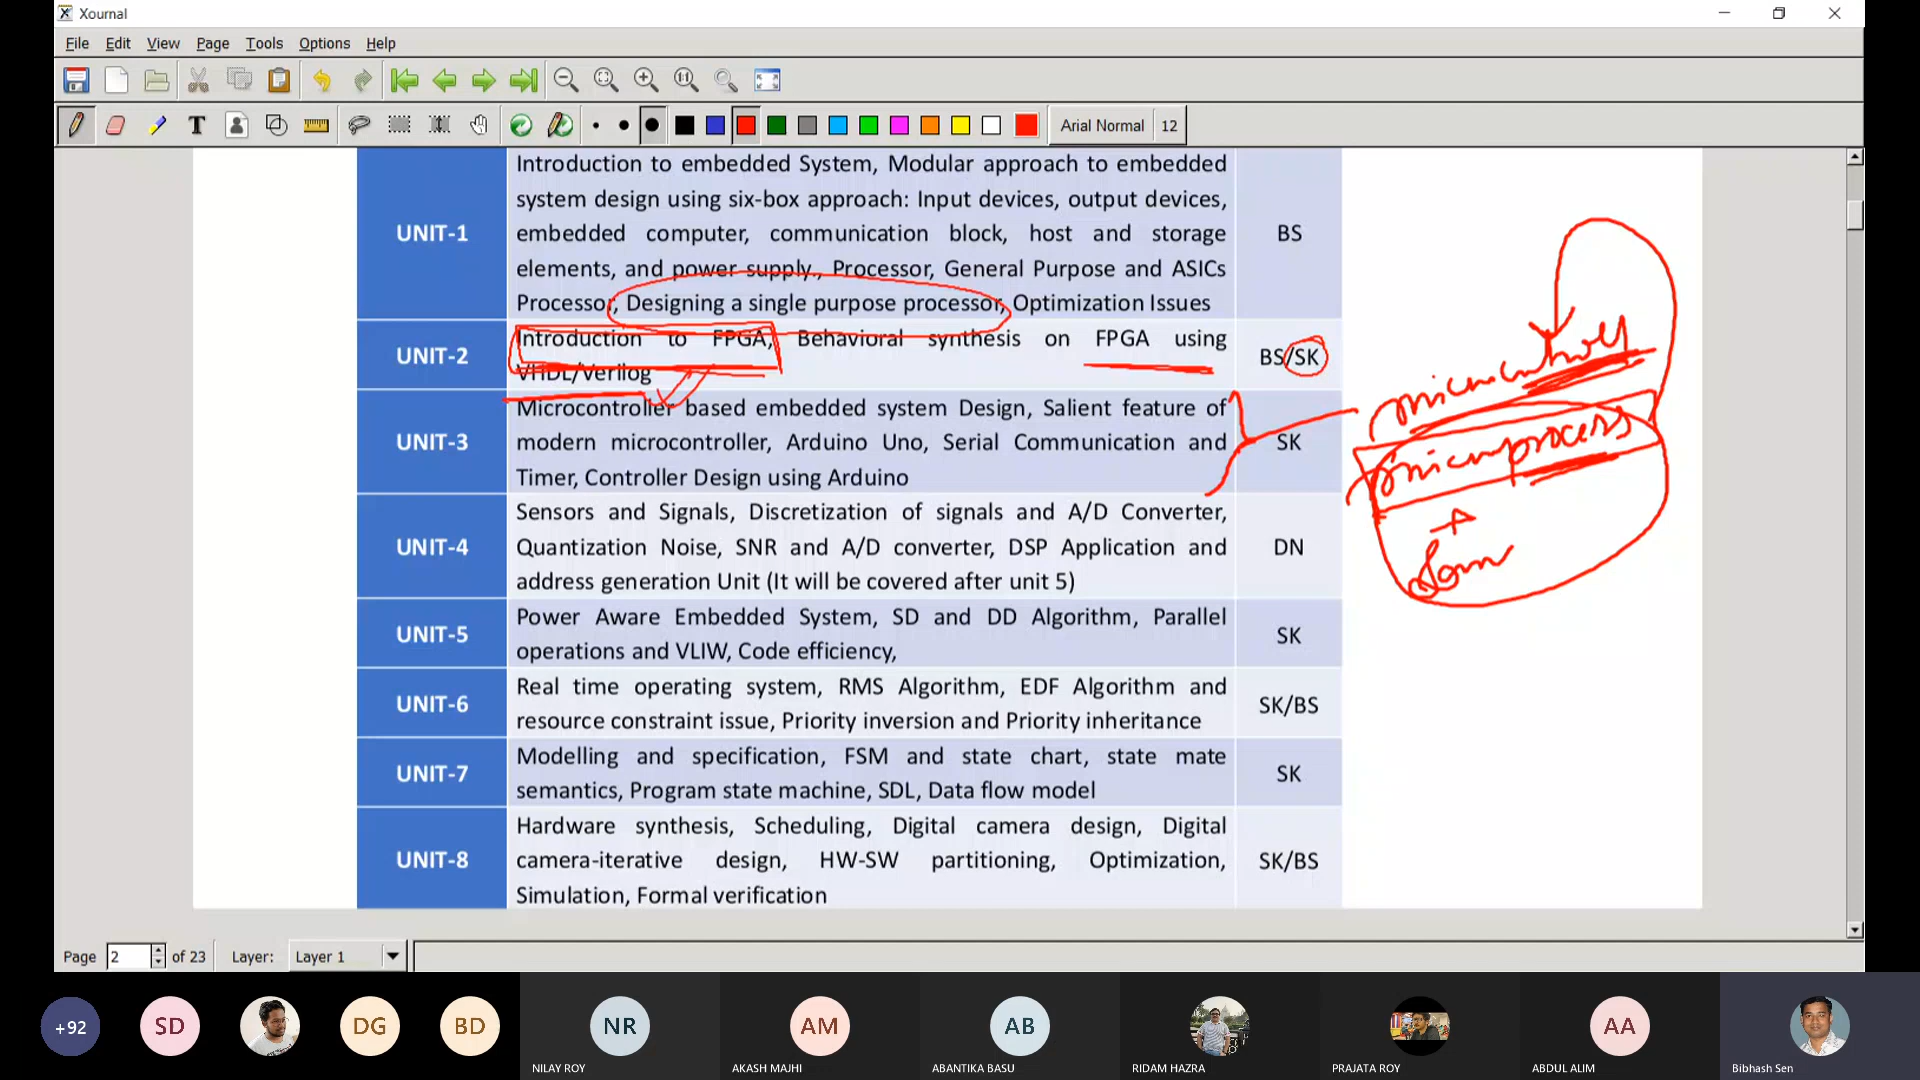 Xournal
File Edit View Page Tools Options Help
T Arial Normal 12
UNIT-1
Introduction to embedded System, Modular approach to embedded
system design using six-box approach: Input devices, output devices,
embedded computer, communication block, host and storage
elements, and power supply., Processor, General Purpose and ASICs
Processor, Designing a single purpose processor, Optimization Issues
BS
UNIT-2
Introduction to FPGA, Behavioral synthesis on FPGA using
VHDL/Verilog
BS/SK
UNIT-3
Microcontroller based embedded system Design, Salient feature of
modern microcontroller, Arduino Uno, Serial Communication and
Timer, Controller Design using Arduino
SK
UNIT-4
Sensors and Signals, Discretization of signals and A/D Converter,
Quantization Noise, SNR and A/D converter, DSP Application and
address generation Unit (It will be covered after unit 5)
DN
UNIT-5
Power Aware Embedded System, SD and DD Algorithm, Parallel
operations and VLIW, Code efficiency,
SK
UNIT-6
Real time operating system, RMS Algorithm, EDF Algorithm and
resource constraint issue, Priority inversion and Priority inheritance
SK/BS
UNIT-7
Modelling and specification, FSM and state chart, state mate
semantics, Program state machine, SDL, Data flow model
SK
UNIT-8
Hardware synthesis, Scheduling, Digital camera design, Digital
camera-iterative design, HW-SW partitioning, Optimization,
Simulation, Formal verification
SK/BS
microprocess
+
Page 2 of 23 Layer: Layer 1
+92 SD DG BD NR AM AB AA
NILAY ROY AKASH MAJHI ABANTIKA BASU RIDAM HAZRA PRAJATA ROY ABDUL ALIM Bibhash Sen